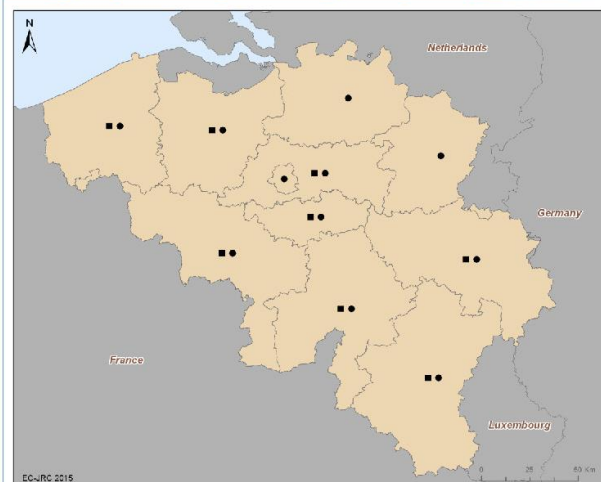 N
Netherlands
Germany
France
Luxembourg
EC-JRC 2015
0 25 50 Km